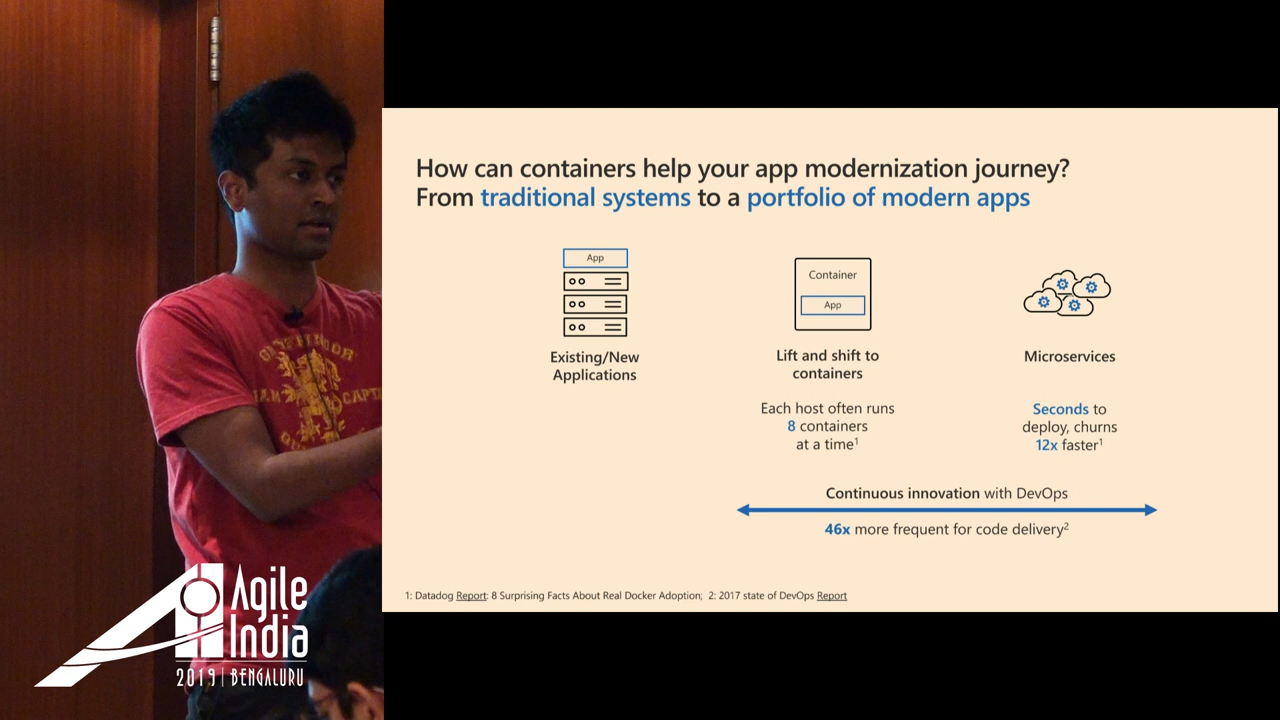 How can containers help your app modernization journey?
From traditional systems to a portfolio of modern apps
App
Existing/New
Applications
Container
App
Lift and shift to
containers
Each host often runs
8 containers
at a time¹
Microservices
Seconds to
deploy, churns
12x faster¹
Continuous innovation with DevOps
46x more frequent for code delivery²
1: Datadog Report: 8 Surprising Facts About Real Docker Adoption; 2: 2017 state of DevOps Report
Agile
India
2019 | BENGALURU